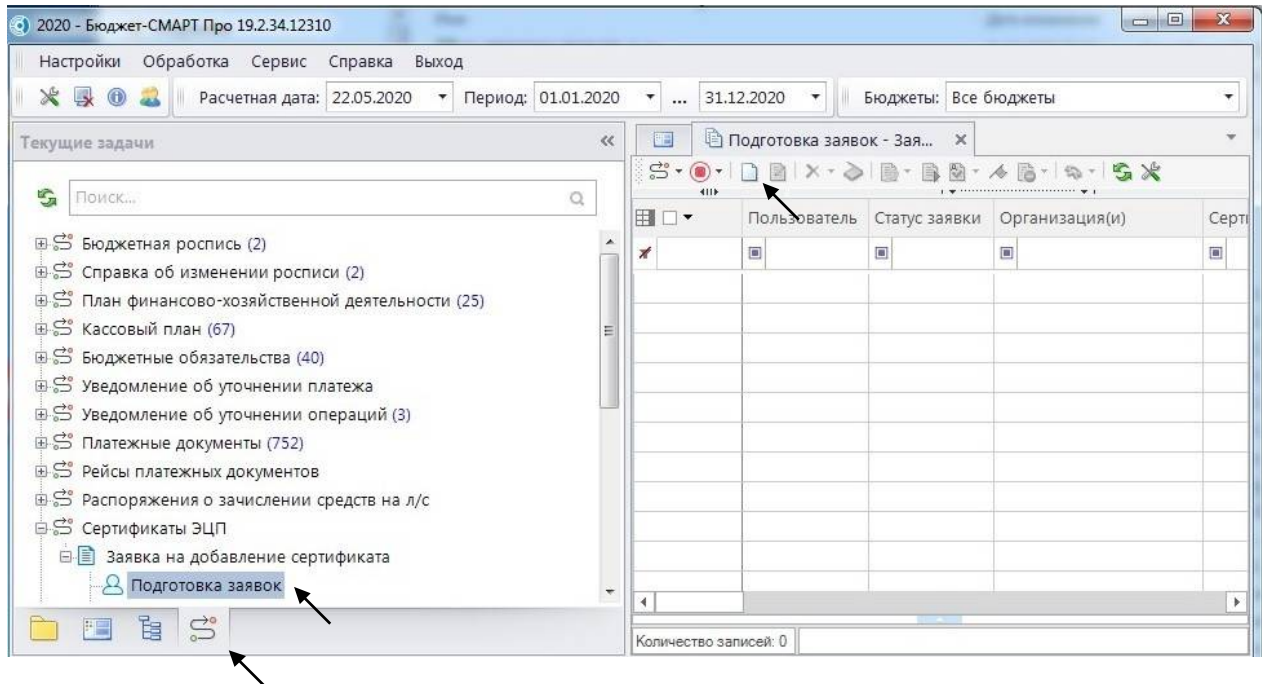 2020 - Бюджет-СМАРТ Про 19.2.34.12310
Настройки Обработка Сервис Справка Выход
Расчетная дата: 22.05.2020 Период: 01.01.2020 ... 31.12.2020 Бюджеты: Все бюджеты
Текущие задачи
Поиск...
Бюджетная роспись (2)
Справка об изменении росписи (2)
План финансово-хозяйственной деятельности (25)
Кассовый план (67)
Бюджетные обязательства (40)
Уведомление об уточнении платежа
Уведомление об уточнении операций (3)
Платежные документы (752)
Рейсы платежных документов
Распоряжения о зачислении средств на л/с
Сертификаты ЭЦП
Заявка на добавление сертификата
Подготовка заявок
Подготовка заявок - Зая...
Пользователь Статус заявки Организация(и) Серти
Количество записей: 0